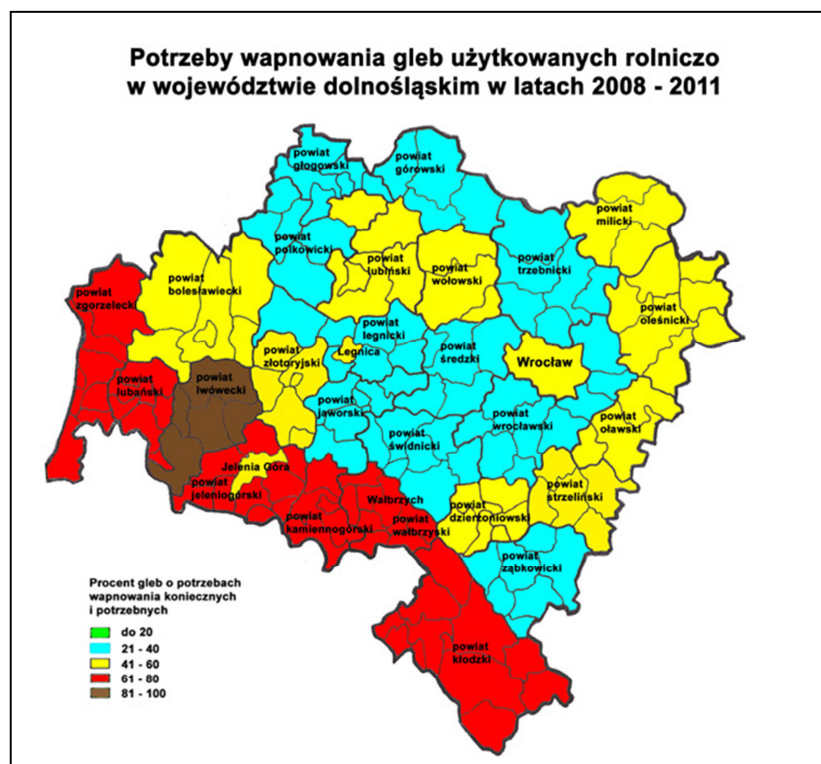 Potrzeby wapnowania gleb użytkowanych rolniczo
w województwie dolnośląskim w latach 2008 - 2011
powiat
głogowski
powiat
górowski
powiat
milicki
powiat
polkowicki
powiat
lubiński
powiat
wołowski
powiat
trzebnicki
powiat
bolesławiecki
powiat
zgorzelecki
powiat
oleśnicki
powiat
legnicki
Legnica
powiat
złotoryjski
powiat
średzki
Wrocław
powiat
lwówecki
powiat
lubański
powiat
jaworski
powiat
wrocławski
powiat
oławski
powiat
świdnicki
Jelenia Góra
powiat
jeleniogórski
Wałbrzych
powiat
strzeliński
powiat
kamiennogórski
powiat
wałbrzyski
powiat
dzierżoniowski
powiat
ząbkowicki
powiat
kłodzki
Procent gleb o potrzebach
wapnowania koniecznych
i potrzebnych
do 20
21 - 40
41 - 60
61 - 80
81 - 100